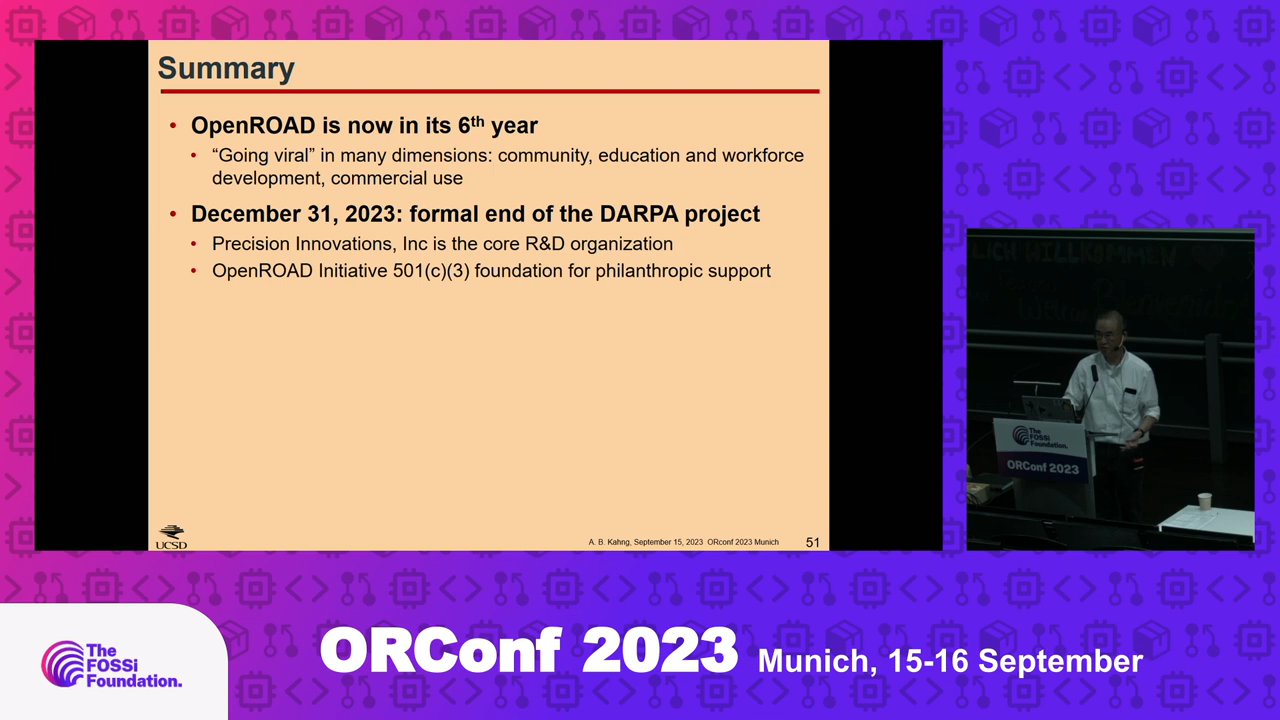 Summary
• OpenROAD is now in its 6th year
• “Going viral” in many dimensions: community, education and workforce
development, commercial use
• December 31, 2023: formal end of the DARPA project
• Precision Innovations, Inc is the core R&D organization
• OpenROAD Initiative 501(c)(3) foundation for philanthropic support
UCSD
A. B. Kahng, September 15, 2023 ORconf 2023 Munich
51
LICH WILLKOMMEN
The
FOSSi
Foundation.
ORConf 2023
The
FOSSi
Foundation.
ORConf 2023 Munich, 15-16 September